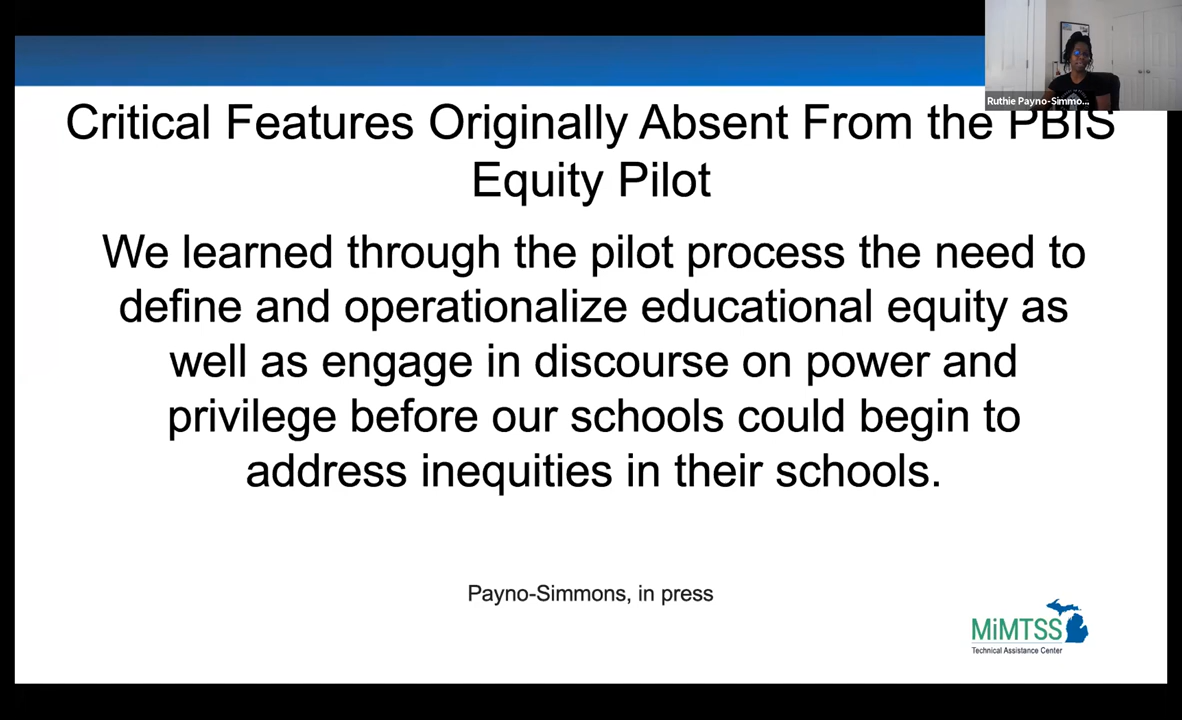 Ruthie Payno-Simmo...
Critical Features Originally Absent From the PBIS
Equity Pilot
We learned through the pilot process the need to
define and operationalize educational equity as
well as engage in discourse on power and
privilege before our schools could begin to
address inequities in their schools.
Payno-Simmons, in press
MiMTSS
Technical Assistance Center